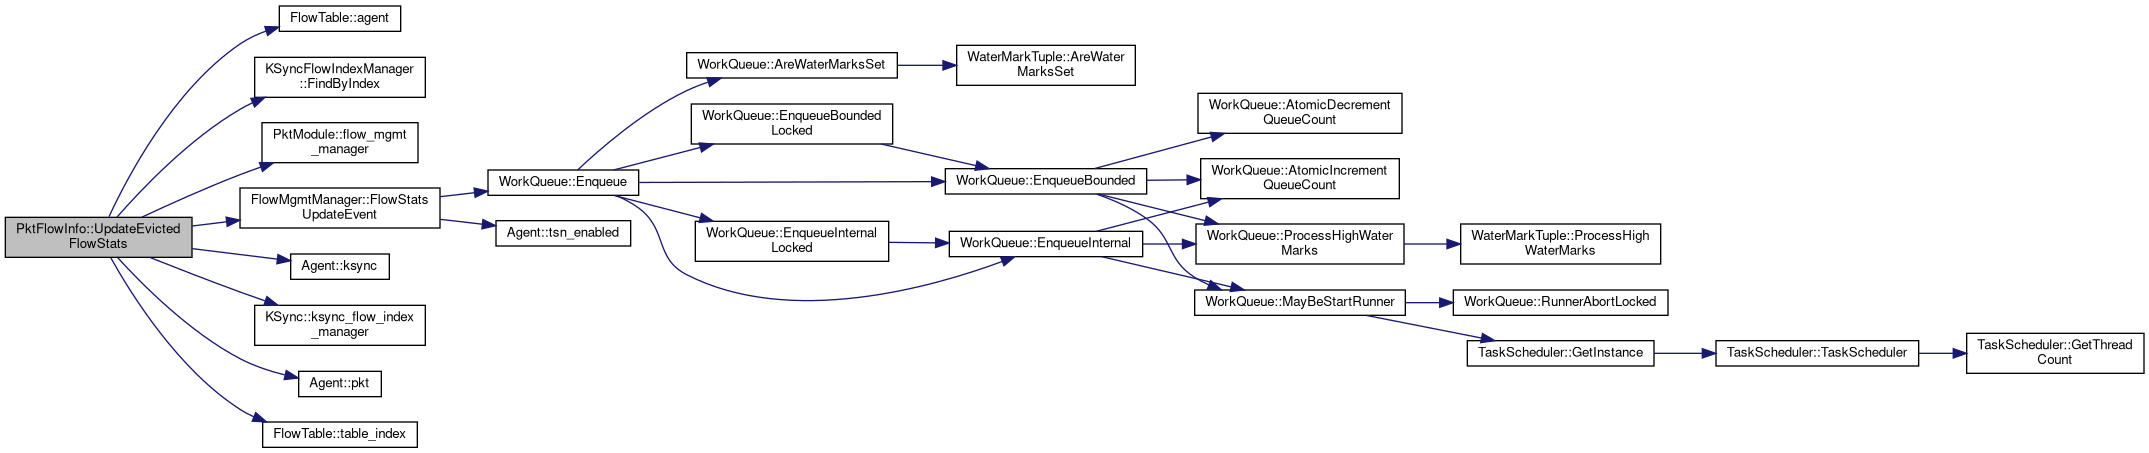 PktFlowInfo::UpdateEvicted
FlowStats
FlowTable::agent
KSyncFlowIndexManager
::FindByIndex
PktModule::flow_mgmt
_manager
FlowMgmtManager::FlowStats
UpdateEvent
Agent::ksync
KSync::ksync_flow_index
_manager
Agent::pkt
FlowTable::table_index
WorkQueue::Enqueue
Agent::tsn_enabled
WorkQueue::AreWaterMarksSet
WorkQueue::EnqueueBounded
Locked
WorkQueue::EnqueueInternal
Locked
WaterMarkTuple::AreWater
MarksSet
WorkQueue::EnqueueBounded
WorkQueue::EnqueueInternal
WorkQueue::AtomicDecrement
QueueCount
WorkQueue::AtomicIncrement
QueueCount
WorkQueue::ProcessHighWater
Marks
WorkQueue::MayBeStartRunner
WaterMarkTuple::ProcessHigh
WaterMarks
WorkQueue::RunnerAbortLocked
TaskScheduler::GetInstance
TaskScheduler::TaskScheduler
TaskScheduler::GetThread
Count